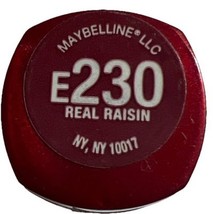 MAYBELLINE® LLC
E230
REAL RAISIN
NY, NY 10017